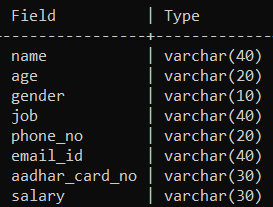 Field | Type
name | varchar(40)
age | varchar(20)
gender | varchar(10)
job | varchar(40)
phone_no | varchar(20)
email_id | varchar(40)
aadhar_card_no | varchar(30)
salary | varchar(30)